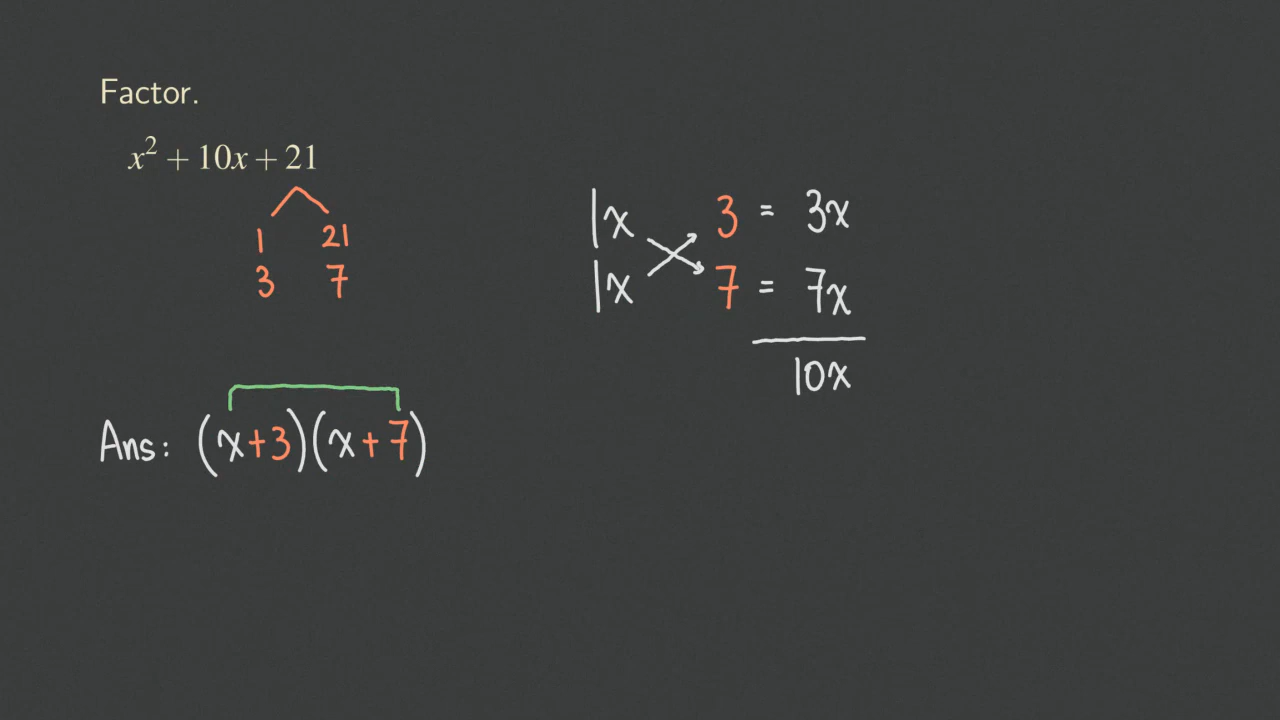 Factor.
x² + 10x + 21
1 21
3 7
1x 3 = 3x
1x 7 = 7x
10x
Ans: (x+3)(x+7)